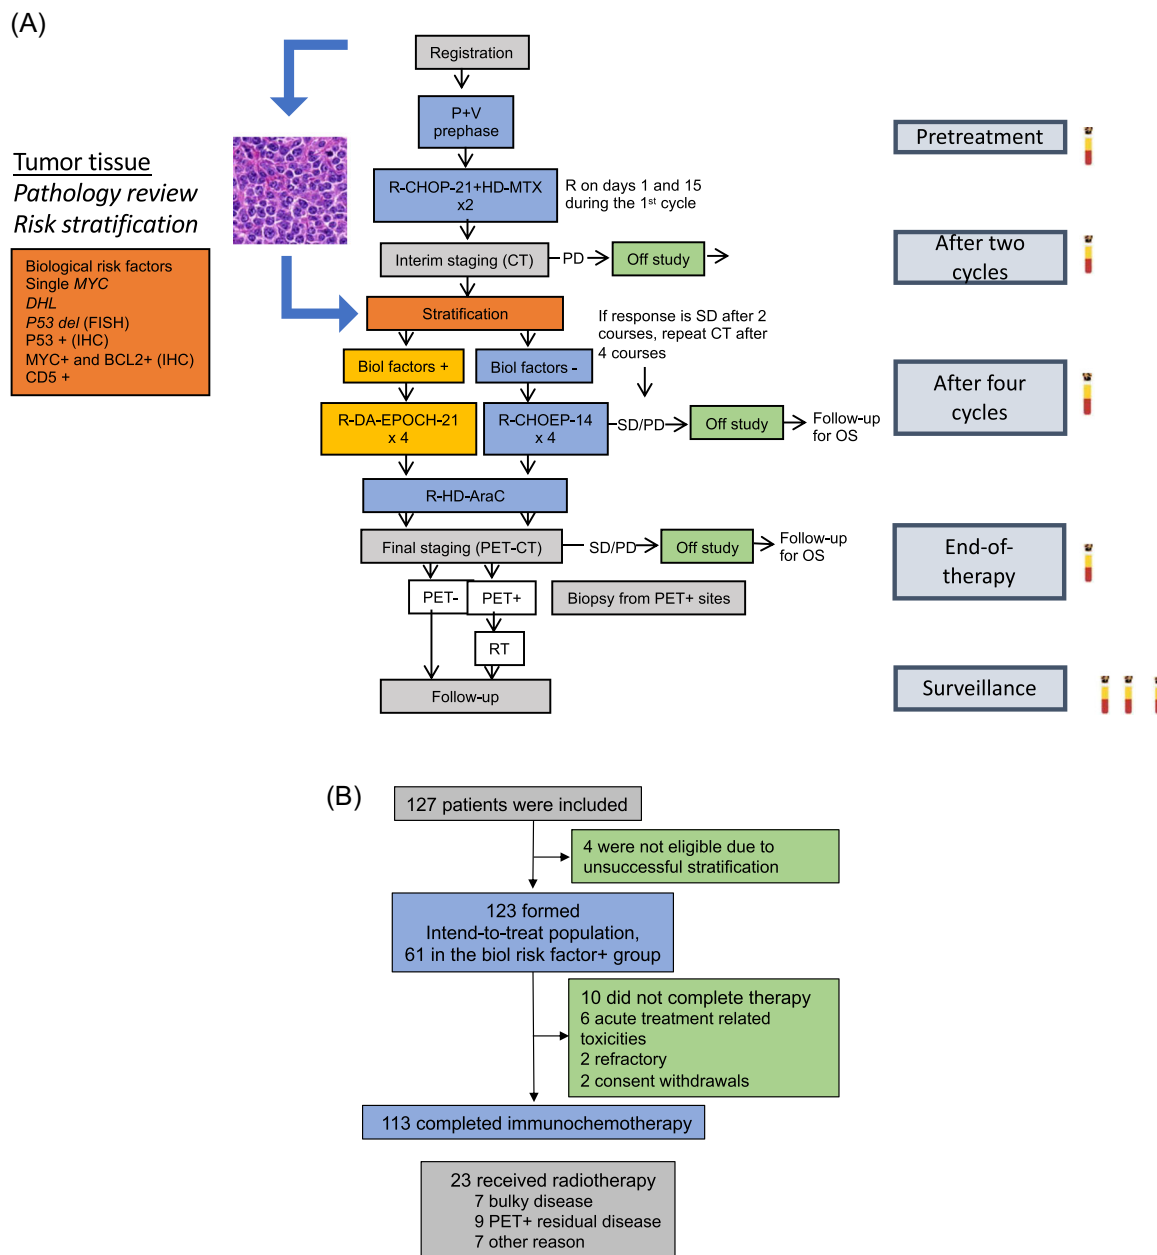 (A)
Registration
P+V
prephase
Pretreatment
Tumor tissue
Pathology review
Risk stratification
R-CHOP-21+HD-MTX
x2
R on days 1 and 15
during the 1st cycle
Biological risk factors
Single MYC
DHL
P53 del (FISH)
P53 + (IHC)
MYC+ and BCL2+ (IHC)
CD5 +
Interim staging (CT)
PD
Off study
After two
cycles
Stratification
If response is SD after 2
courses, repeat CT after
4 courses
Biol factors +
Biol factors -
After four
cycles
R-DA-EPOCH-21
x 4
R-CHOEP-14
x 4
SD/PD
Off study
Follow-up
for OS
R-HD-AraC
Final staging (PET-CT)
SD/PD
Off study
Follow-up
for OS
End-of-
therapy
PET-
PET+
Biopsy from PET+ sites
RT
Follow-up
Surveillance
(B)
127 patients were included
4 were not eligible due to
unsuccessful stratification
123 formed
Intend-to-treat population,
61 in the biol risk factor+ group
10 did not complete therapy
6 acute treatment related
toxicities
2 refractory
2 consent withdrawals
113 completed immunochemotherapy
23 received radiotherapy
7 bulky disease
9 PET+ residual disease
7 other reason